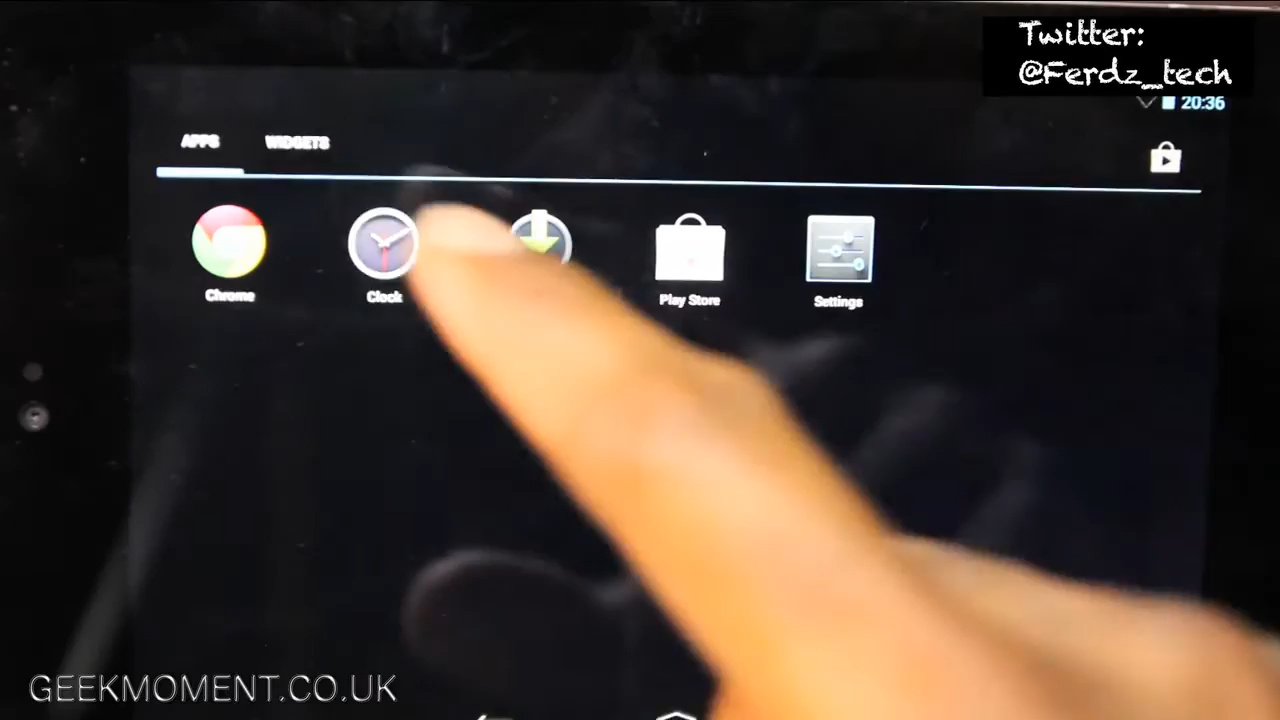 Twitter:
@Ferdz_tech
20:36
APPS WIDGETS
Chrome Clock Play Store Settings
GEEKMOMENT.CO.UK